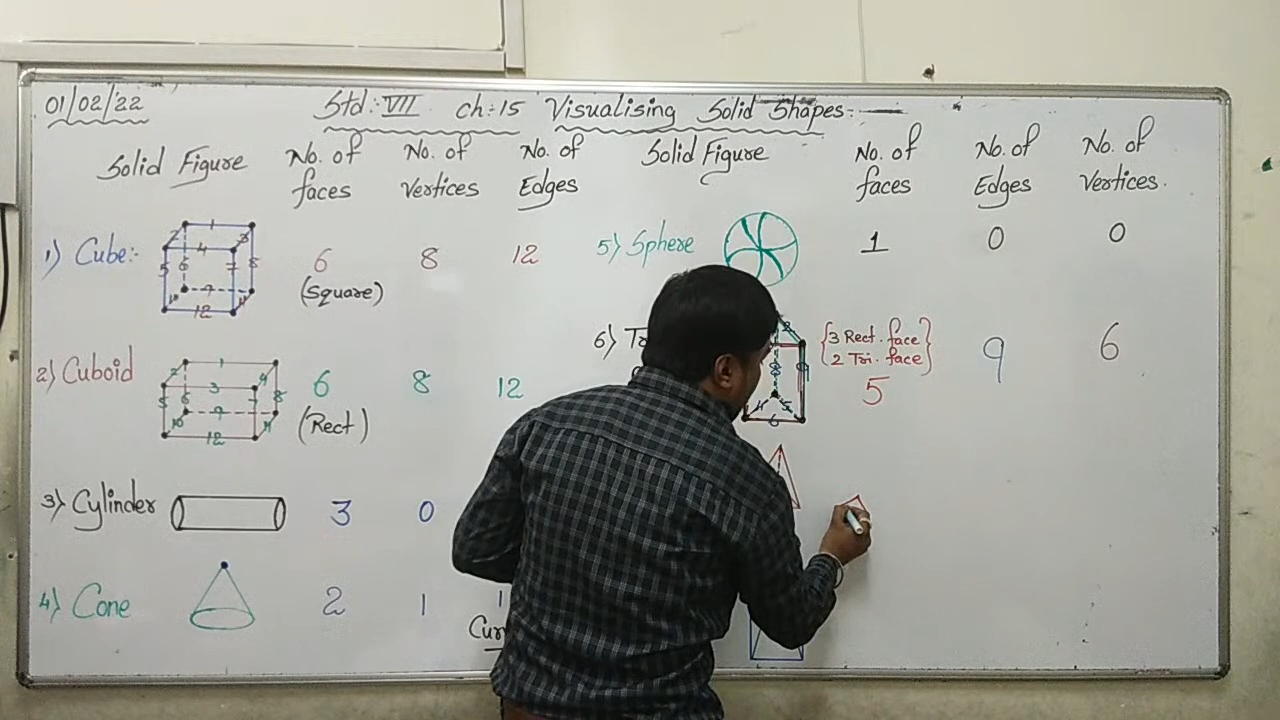 01/02/22
Std:-VII ch:-15 Visualising Solid Shapes:-
Solid Figure No. of faces No. of Vertices No. of Edges
1) Cube:- 6 (Square) 8 12
2) Cuboid 6 (Rect) 8 12
3) Cylinder 3 0
4) Cone 2 1 1
Solid Figure No. of faces No. of Edges No. of Vertices.
5) Sphere 1 0 0
6) {3 Rect. face
2 Tri. face} 5 9 6